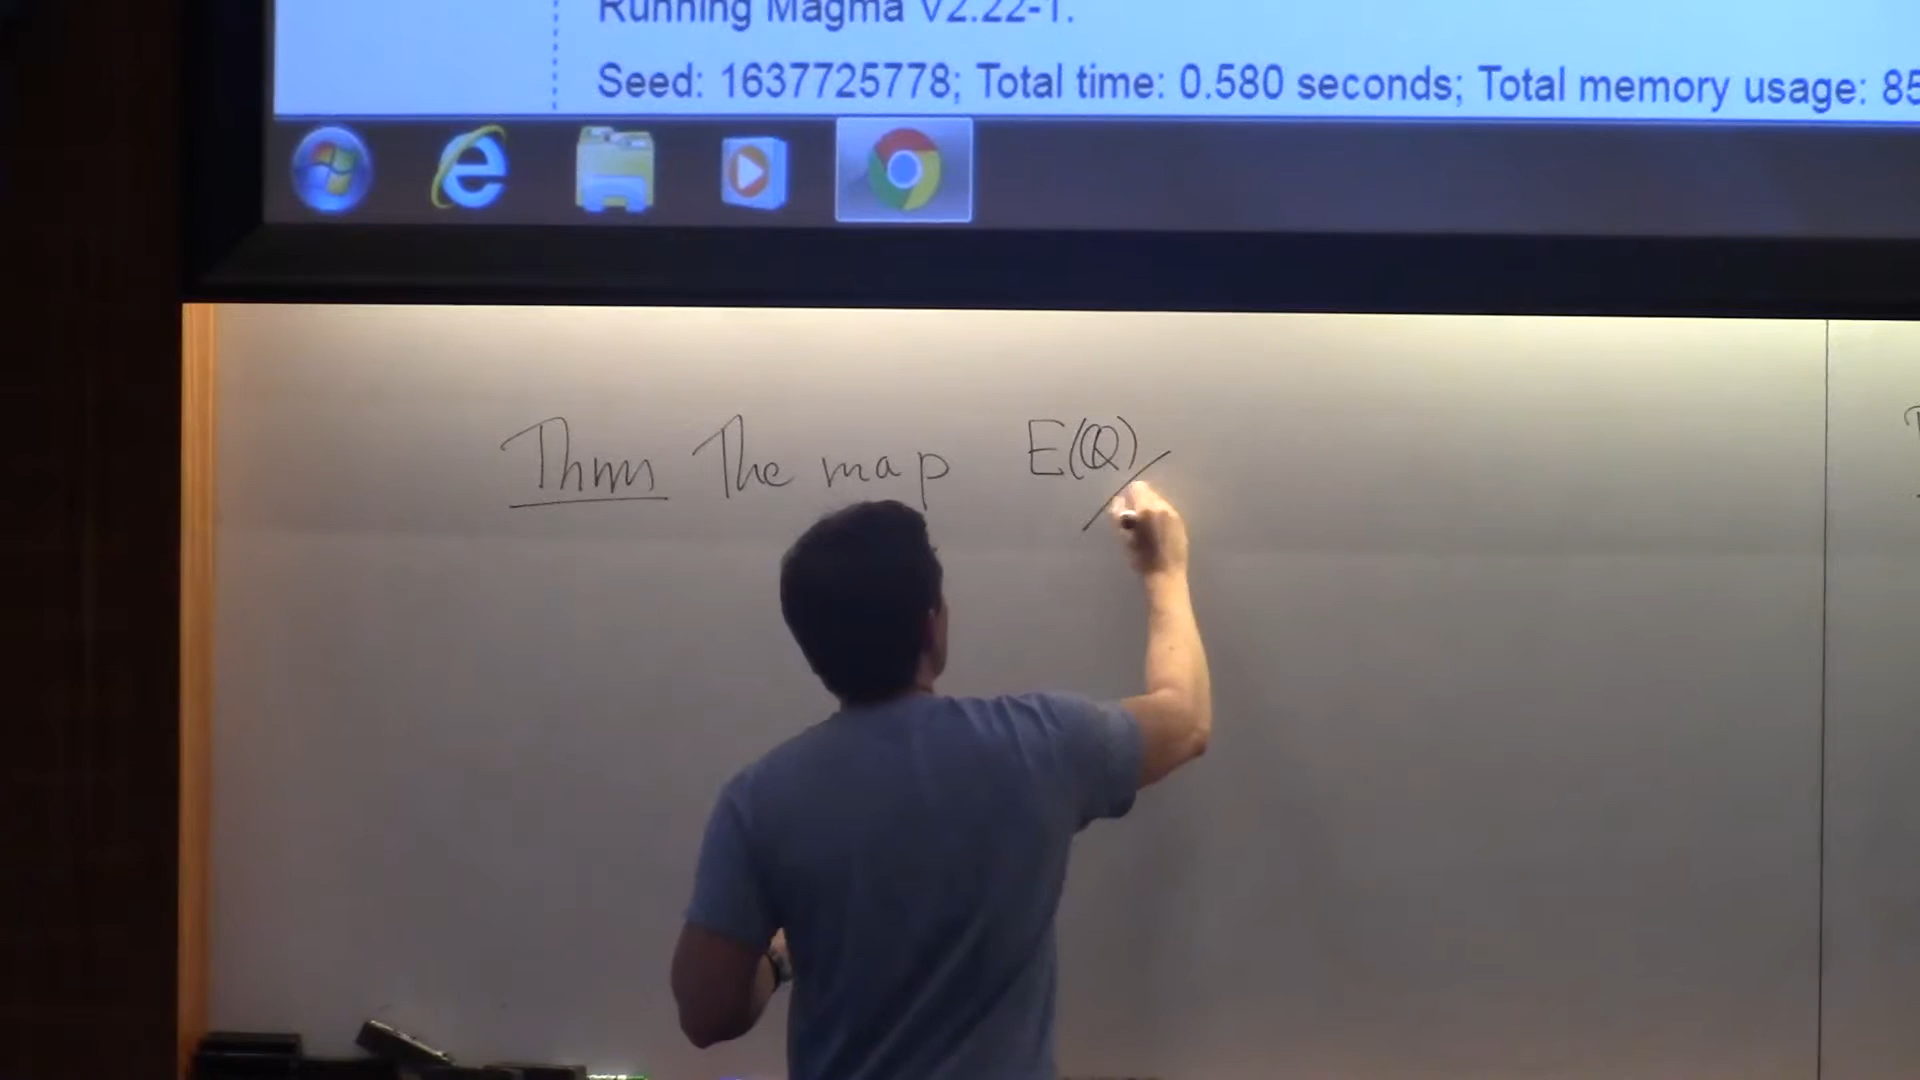 Running Magma V2.22-1.
Seed: 1637725778; Total time: 0.580 seconds; Total memory usage: 85
Thm The map E(Q)/